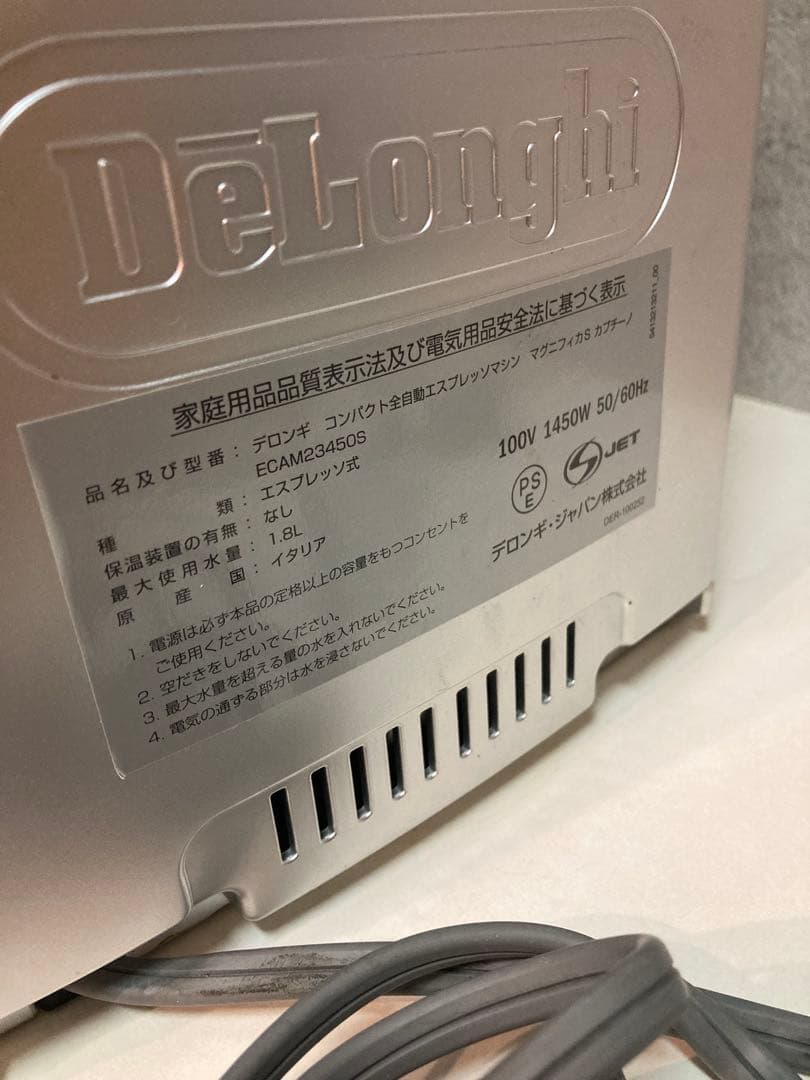 DeLonghi
家庭用品品質表示法及び電気用品安全法に基づく表示
品名及び型番：デロンギ コンパクト全自動エスプレッソマシン マグニフィカS カプチーノ
ECAM23450S
種類：エスプレッソ式
保温装置の有無：なし
最大使用水量：1.8L
原産国：イタリア
100V 1450W 50/60Hz
PS
E
JET
デロンギ・ジャパン株式会社
DER-100252
1. 電源は必ず本品の定格以上の容量をもつコンセントを
ご使用ください。
2. 空だきをしないでください。
3. 最大水量を超える量の水を入れないでください。
4. 電気の通ずる部分は水を浸さないでください。
5413213211_00